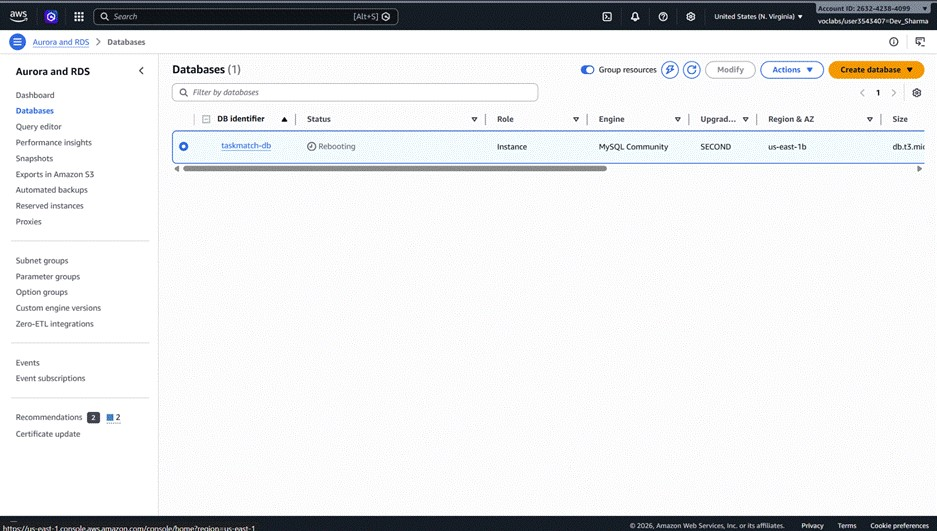 aws Search [Alt+S] United States (N. Virginia) Account ID: 2632-4238-4099
voclabs/user3543407=Dev_Sharma
Aurora and RDS > Databases
Aurora and RDS
Dashboard
Databases
Query editor
Performance insights
Snapshots
Exports in Amazon S3
Automated backups
Reserved instances
Proxies
Subnet groups
Parameter groups
Option groups
Custom engine versions
Zero-ETL integrations
Events
Event subscriptions
Recommendations 2 2
Certificate update
Databases (1) Group resources Modify Actions Create database
Filter by databases 1
DB identifier Status Role Engine Upgrad... Region & AZ Size
taskmatch-db Rebooting Instance MySQL Community SECOND us-east-1b db.t3.mic
https://us-east-1.console.aws.amazon.com/console/home?region=us-east-1
© 2026, Amazon Web Services, Inc. or its affiliates. Privacy Terms Cookie preferences